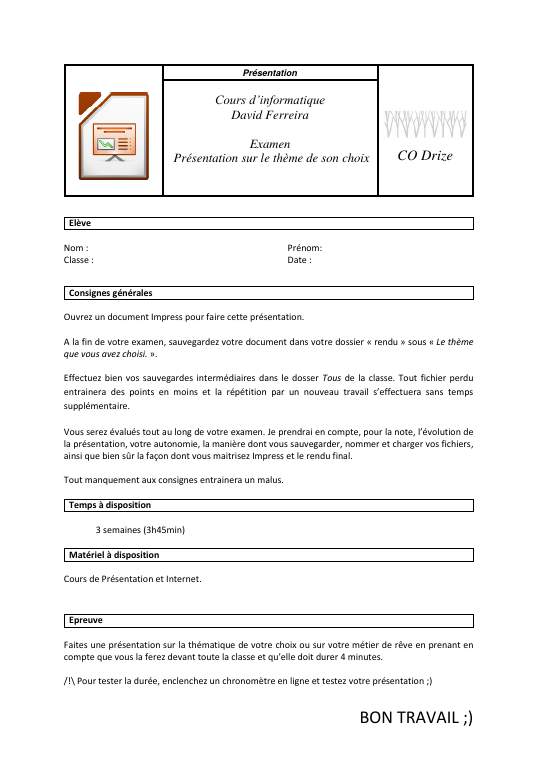 Présentation
Cours d'informatique
David Ferreira
Examen
Présentation sur le thème de son choix
CO Drize
Elève
Nom :
Prénom:
Classe :
Date :
Consignes générales
Ouvrez un document Impress pour faire cette présentation.
A la fin de votre examen, sauvegardez votre document dans votre dossier « rendu » sous « Le thème
que vous avez choisi. ».
Effectuez bien vos sauvegardes intermédiaires dans le dosser Tous de la classe. Tout fichier perdu
entrainera des points en moins et la répétition par un nouveau travail s'effectuera sans temps
supplémentaire.
Vous serez évalués tout au long de votre examen. Je prendrai en compte, pour la note, l'évolution de
la présentation, votre autonomie, la manière dont vous sauvegarder, nommer et charger vos fichiers,
ainsi que bien sûr la façon dont vous maitrisez Impress et le rendu final.
Tout manquement aux consignes entrainera un malus.
Temps à disposition
3 semaines (3h45min)
Matériel à disposition
Cours de Présentation et Internet.
Epreuve
Faites une présentation sur la thématique de votre choix ou sur votre métier de rêve en prenant en
compte que vous la ferez devant toute la classe et qu'elle doit durer 4 minutes.
/!\ Pour tester la durée, enclenchez un chronomètre en ligne et testez votre présentation ;)
BON TRAVAIL ;)